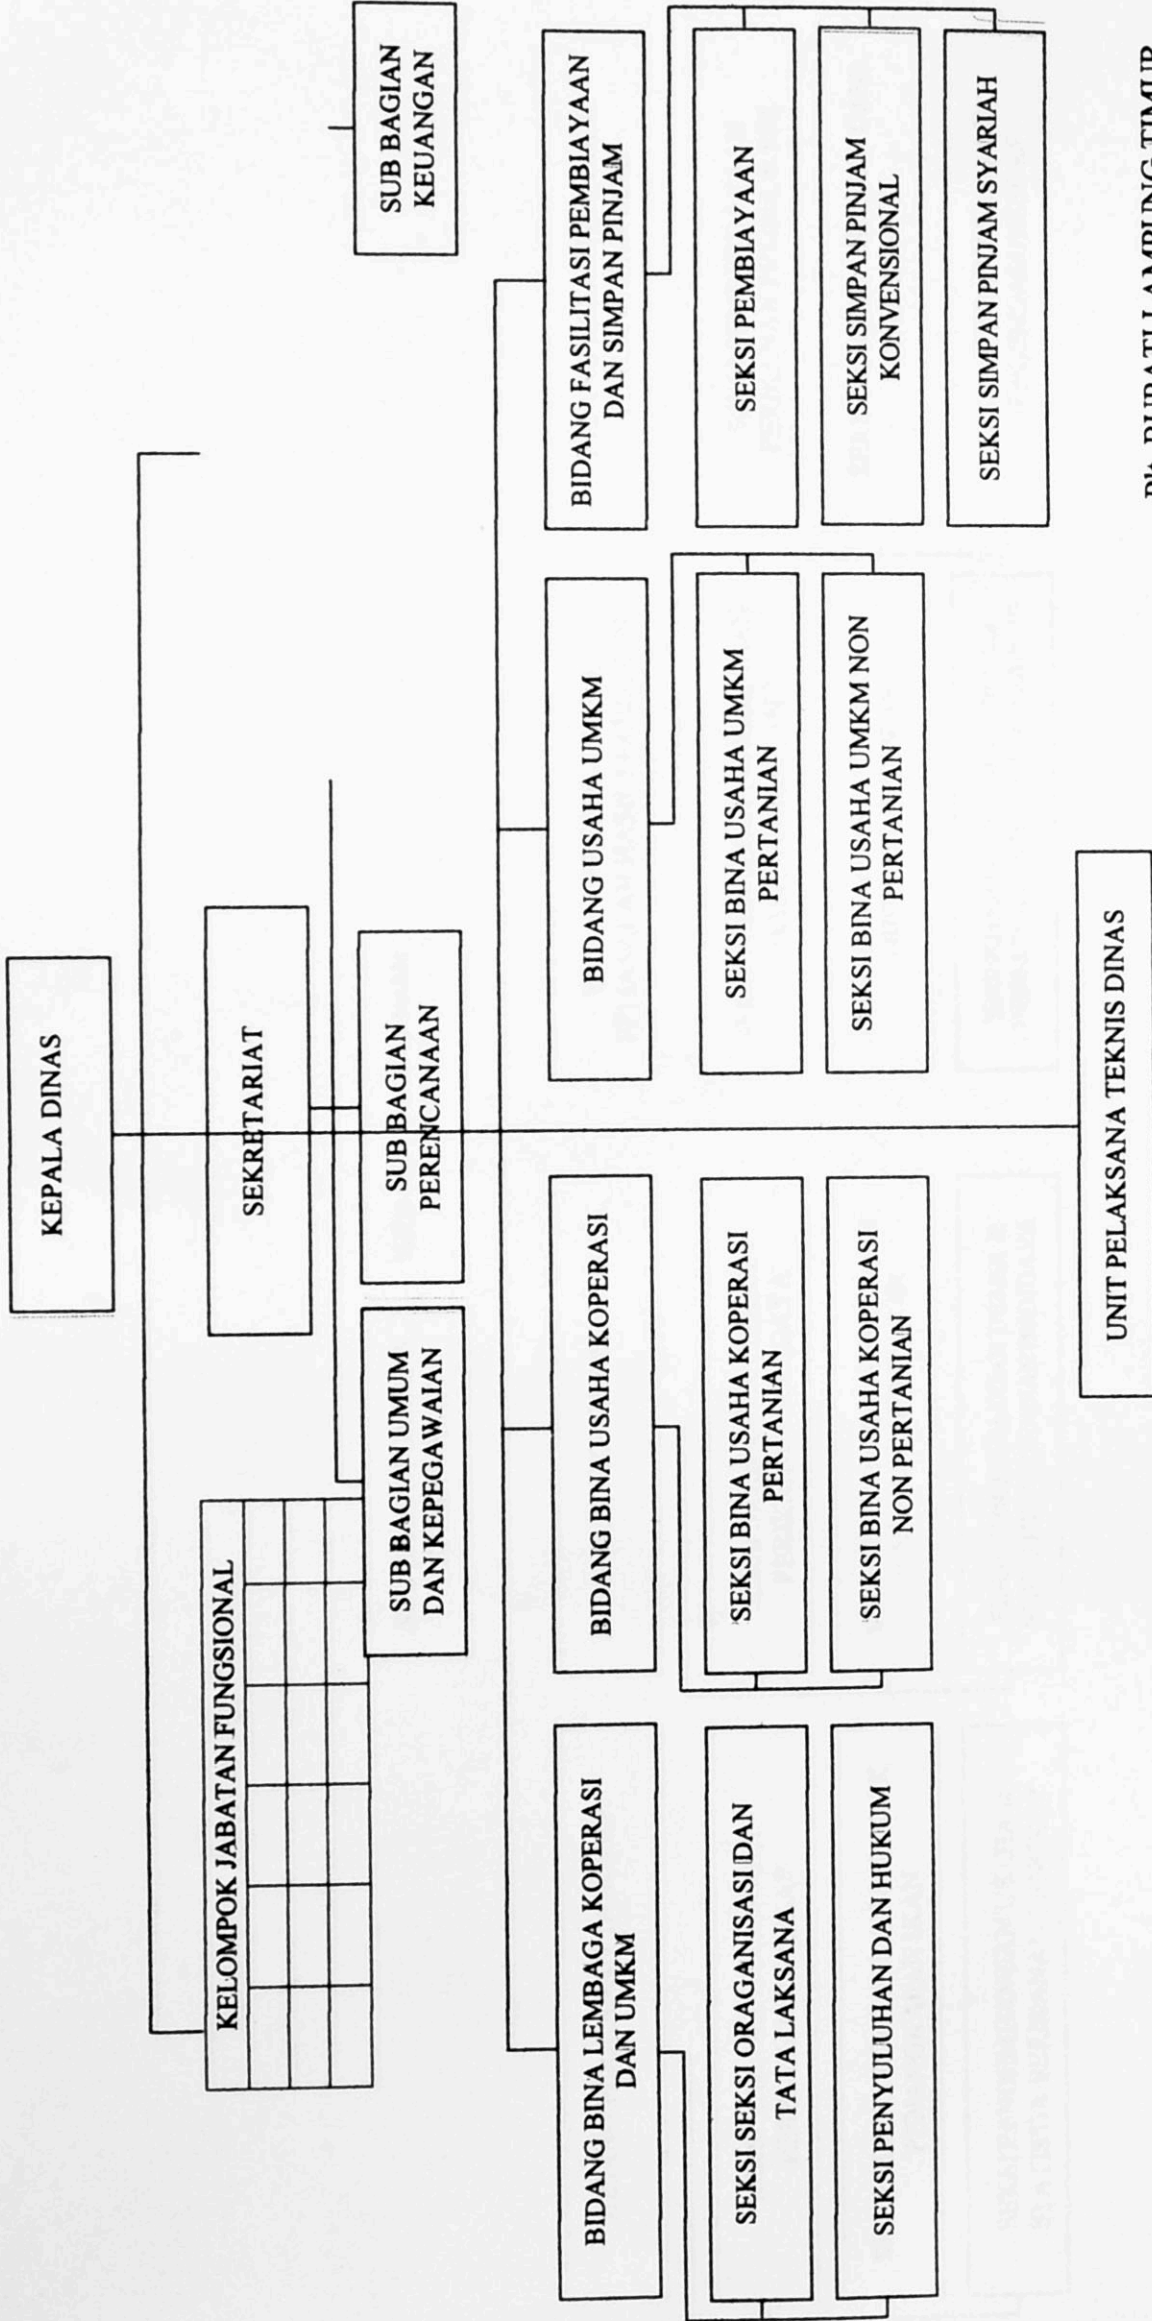 KEPALA DINAS
SEKRETARIAT
KELOMPOK JABATAN FUNGSIONAL
SUB BAGIAN UMUM
DAN KEPEGAWAIAN
SUB BAGIAN
PERENCANAAN
SUB BAGIAN
KEUANGAN
BIDANG BINA LEMBAGA KOPERASI
DAN UMKM
BIDANG BINA USAHA KOPERASI
BIDANG USAHA UMKM
BIDANG FASILITASI PEMBIAYAAN
DAN SIMPAN PINJAM
SEKSI SEKSI ORAGANISASI DAN
TATA LAKSANA
SEKSI BINA USAHA KOPERASI
PERTANIAN
SEKSI BINA USAHA UMKM
PERTANIAN
SEKSI PEMBIAYAAN
SEKSI PENYULUHAN DAN HUKUM
SEKSI BINA USAHA KOPERASI
NON PERTANIAN
SEKSI BINA USAHA UMKM NON
PERTANIAN
SEKSI SIMPAN PINJAM
KONVENSIONAL
SEKSI SIMPAN PINJAM SYARIAH
UNIT PELAKSANA TEKNIS DINAS
Plt. BUPATI LAMPUNG TIMUR